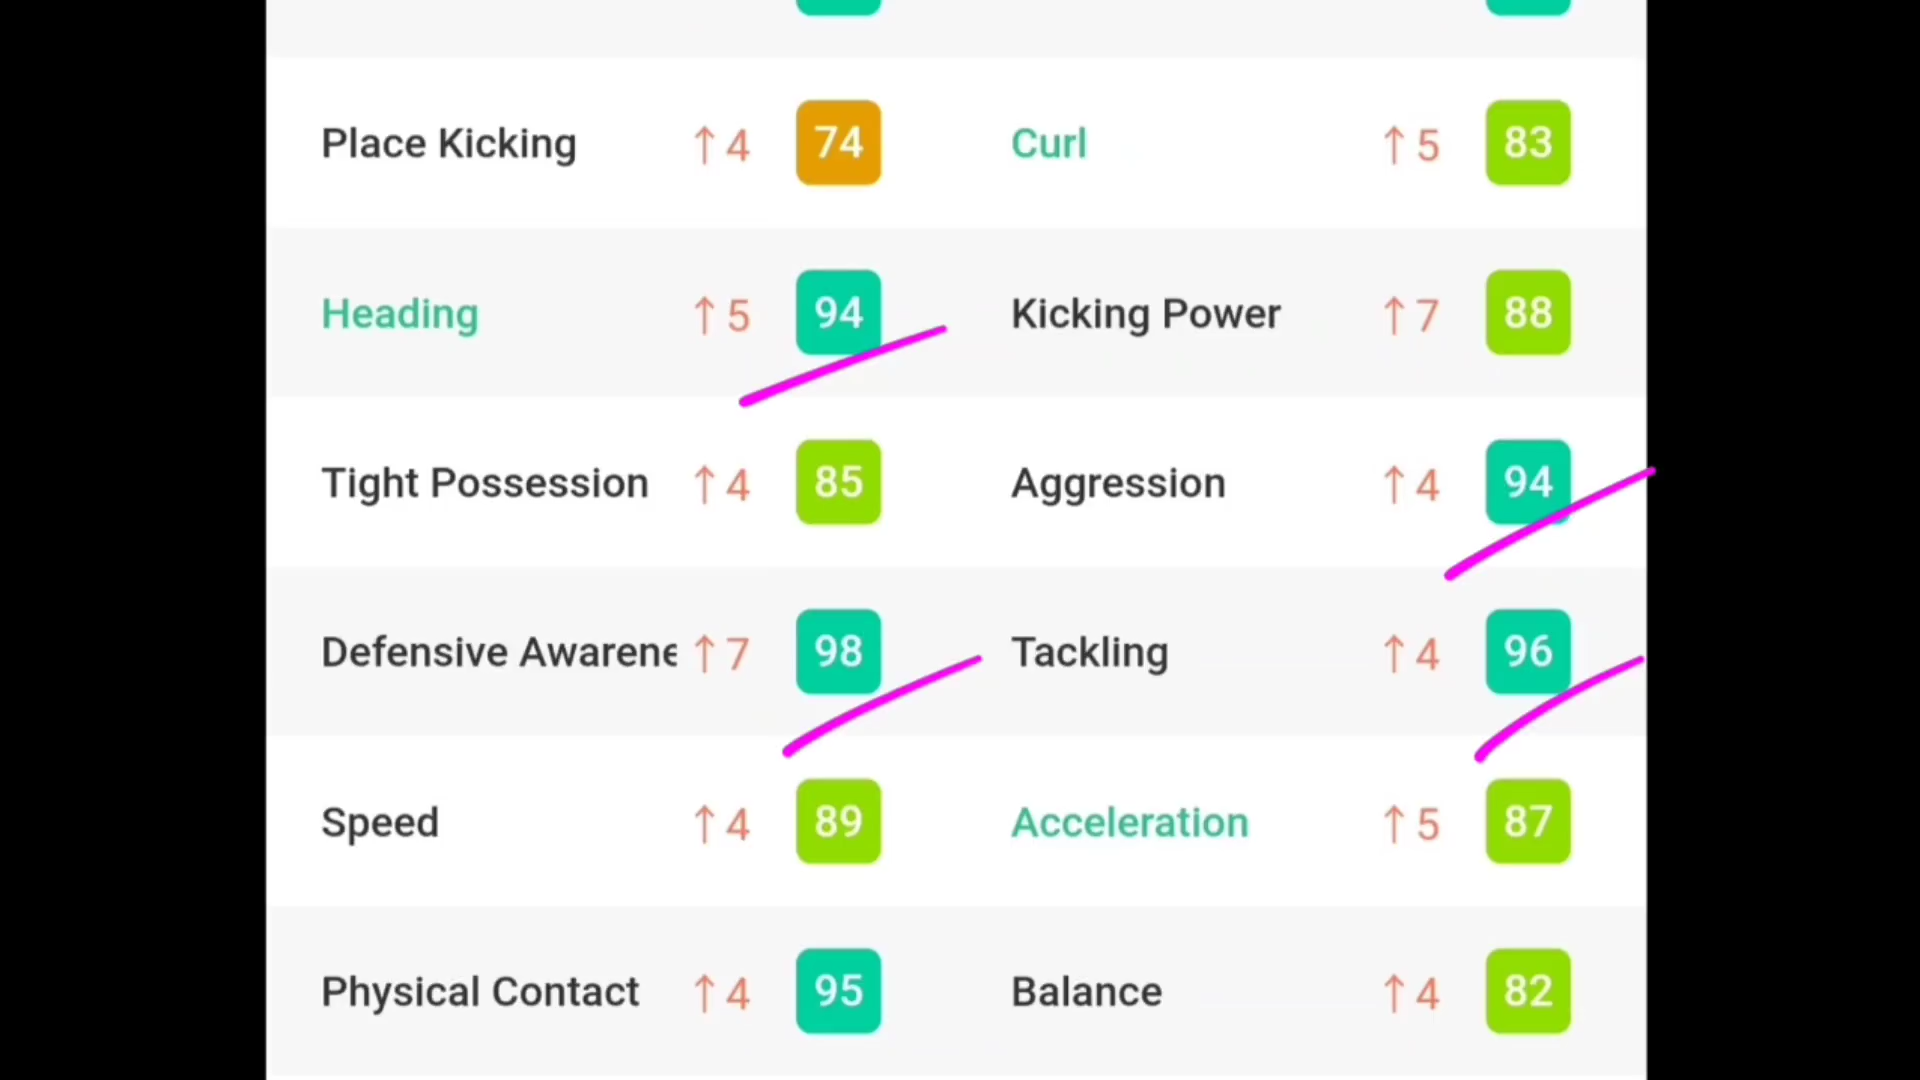 Place Kicking ↑4 74 Curl ↑5 83
Heading ↑5 94 Kicking Power ↑7 88
Tight Possession ↑4 85 Aggression ↑4 94
Defensive Awarene ↑7 98 Tackling ↑4 96
Speed ↑4 89 Acceleration ↑5 87
Physical Contact ↑4 95 Balance ↑4 82